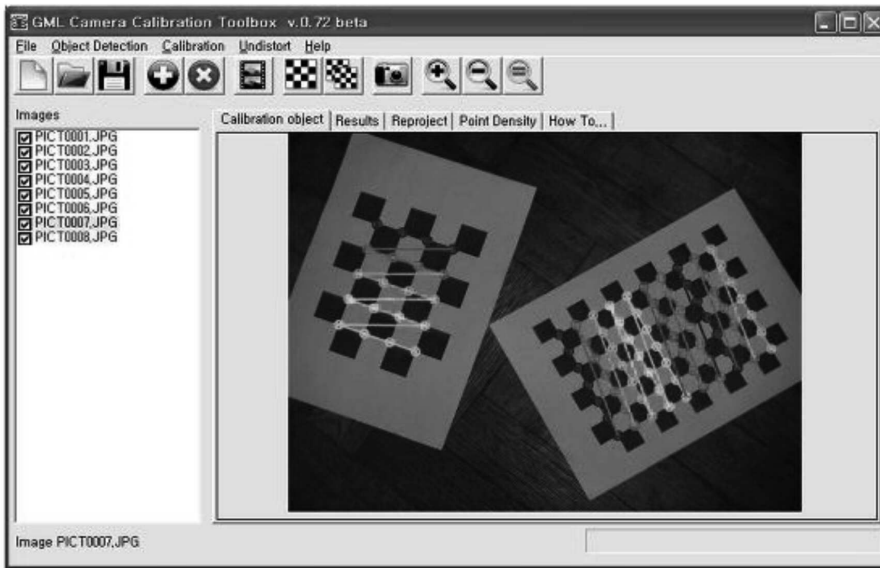 GML Camera Calibration Toolbox v.0.72 beta
File Object Detection Calibration Undistort Help
Images
Calibration object Results Reproject Point Density How To...
PICT0001.JPG
PICT0002.JPG
PICT0003.JPG
PICT0004.JPG
PICT0005.JPG
PICT0006.JPG
PICT0007.JPG
PICT0008.JPG
Image PICT0007.JPG